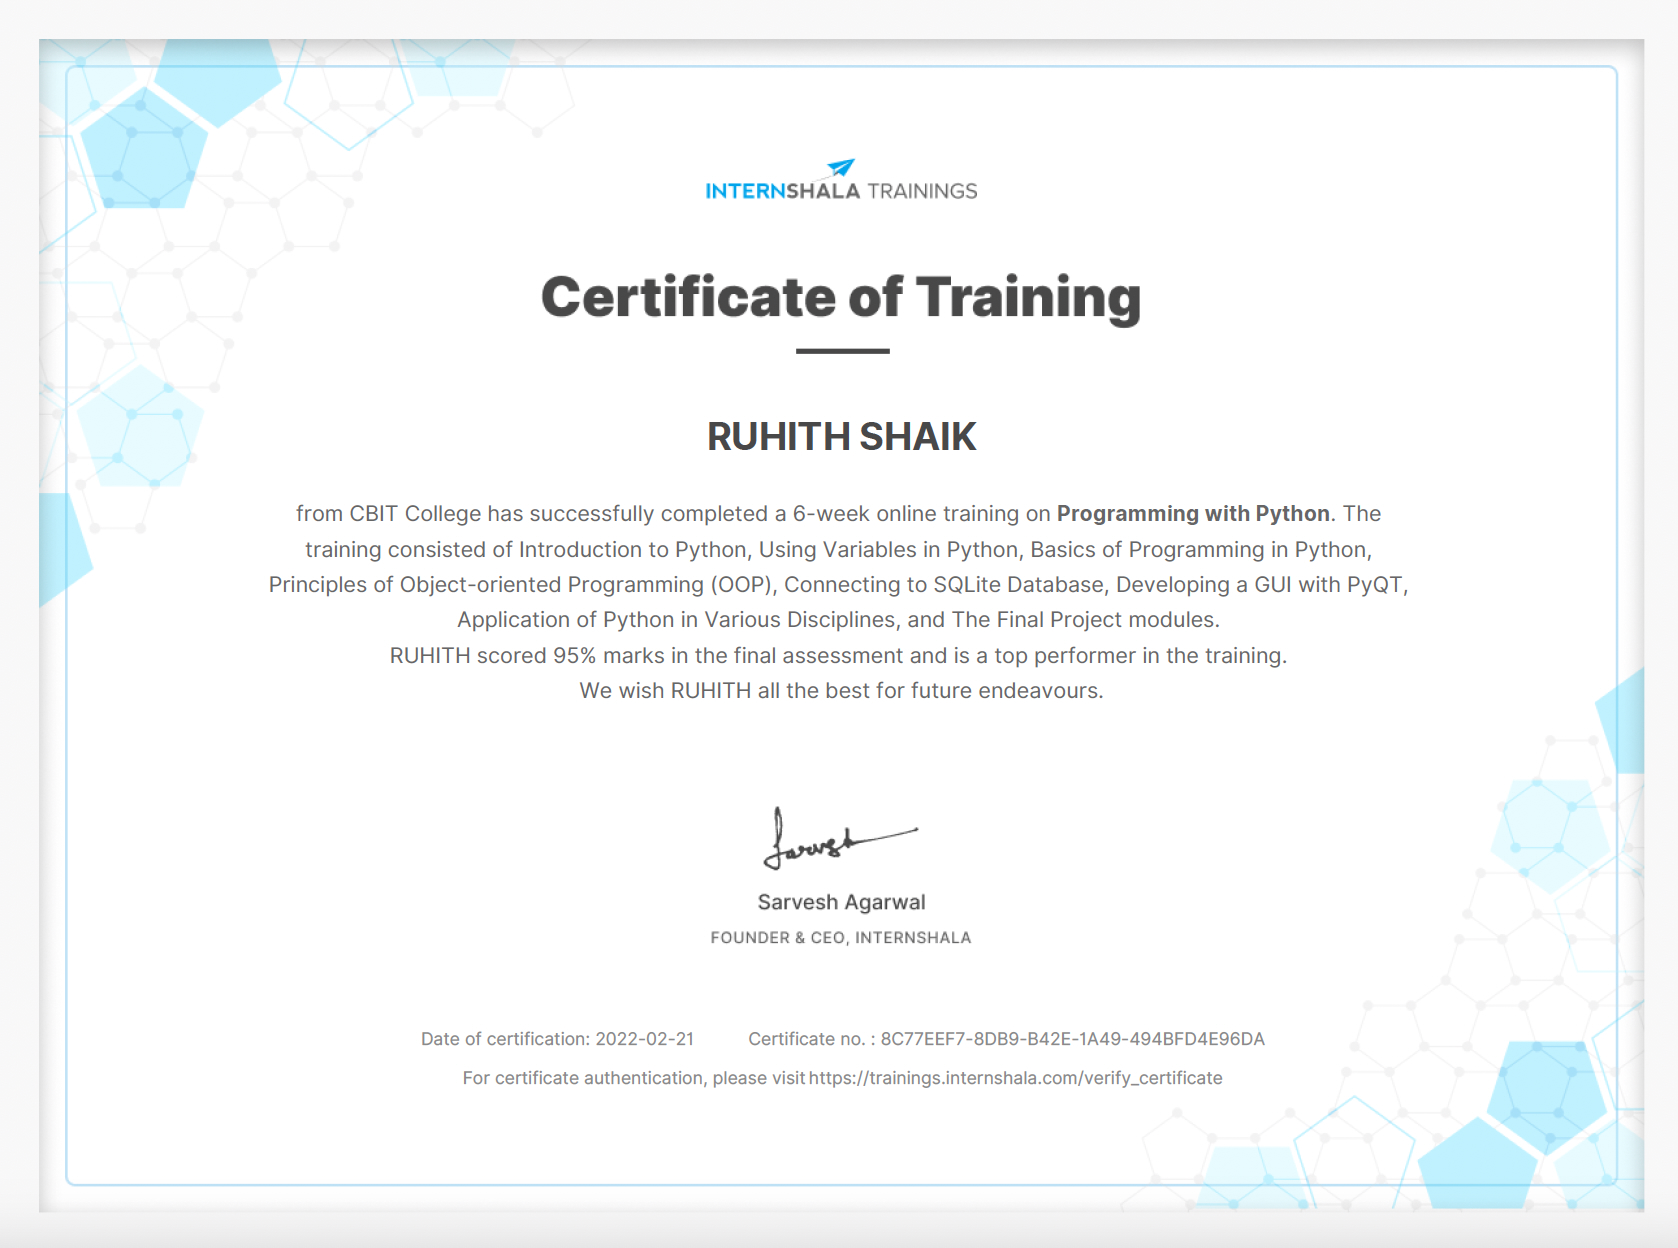 INTERNSHALA TRAININGS
Certificate of Training
RUHITH SHAIK
from CBIT College has successfully completed a 6-week online training on Programming with Python. The
training consisted of Introduction to Python, Using Variables in Python, Basics of Programming in Python,
Principles of Object-oriented Programming (OOP), Connecting to SQLite Database, Developing a GUI with PyQT,
Application of Python in Various Disciplines, and The Final Project modules.
RUHITH scored 95% marks in the final assessment and is a top performer in the training.
We wish RUHITH all the best for future endeavours.
Sarvesh
Sarvesh Agarwal
FOUNDER & CEO, INTERNSHALA
Date of certification: 2022-02-21 Certificate no. : 8C77EEF7-8DB9-B42E-1A49-494BFD4E96DA
For certificate authentication, please visit https://trainings.internshala.com/verify_certificate